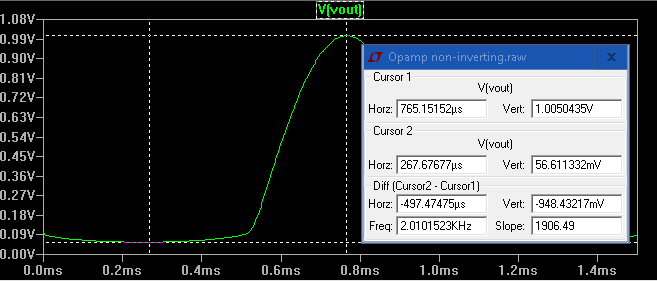 V(vout)
1.08V
0.99V
0.90V
0.81V
0.72V
0.63V
0.54V
0.45V
0.36V
0.27V
0.18V
0.09V
0.00V
0.0ms 0.2ms 0.4ms 0.6ms 0.8ms 1.0ms 1.2ms 1.4ms
Opamp non-inverting.raw
Cursor 1
V(vout)
Horz: 765.15152µs Vert: 1.0050435V
Cursor 2
V(vout)
Horz: 267.67677µs Vert: 56.611332mV
Diff (Cursor2 - Cursor1)
Horz: -497.47475µs Vert: -948.43217mV
Freq: 2.0101523KHz Slope: 1906.49